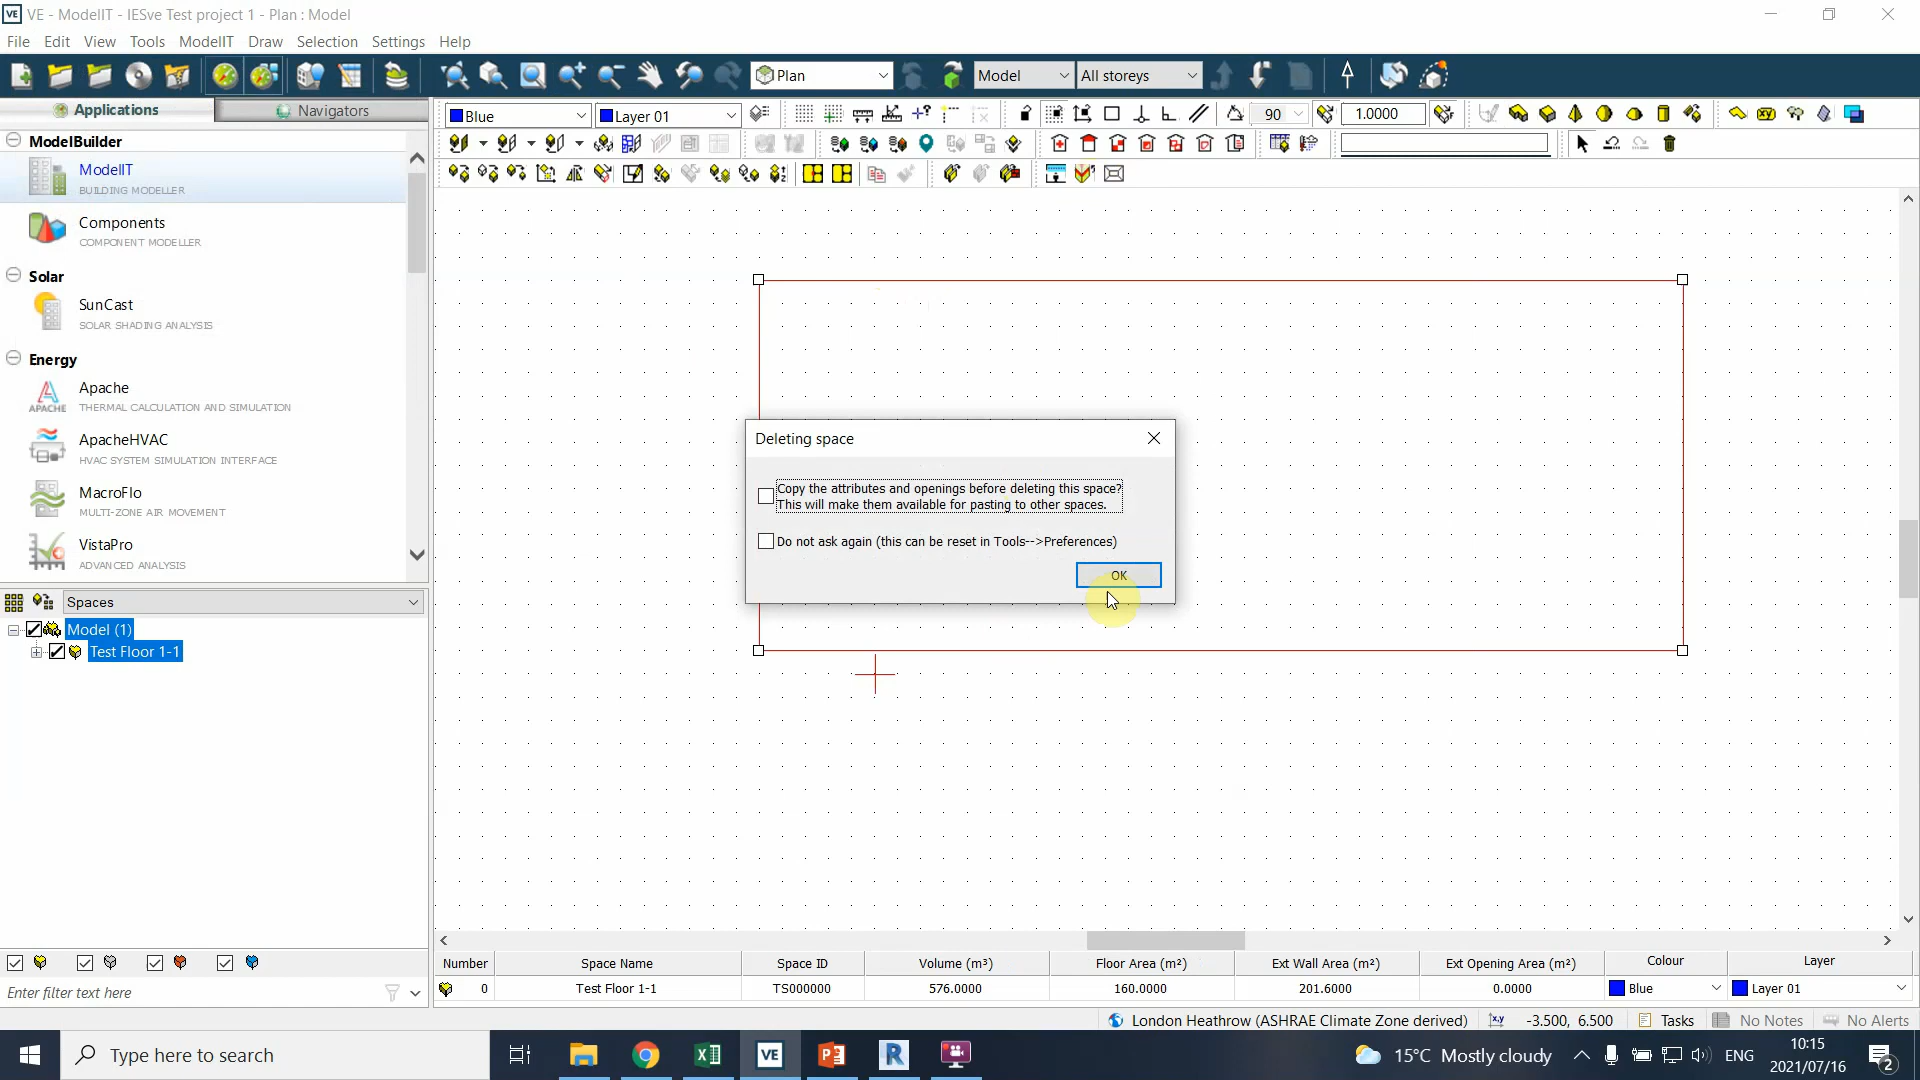 VE VE - ModelIT - IESve Test project 1 - Plan : Model
File Edit View Tools ModelIT Draw Selection Settings Help
Plan Model All storeys
Applications Navigators
Blue Layer 01 90 1.0000
ModelBuilder
ModelIT
BUILDING MODELLER
Components
COMPONENT MODELLER
Solar
SunCast
SOLAR SHADING ANALYSIS
Energy
Apache
APACHE THERMAL CALCULATION AND SIMULATION
ApacheHVAC
HVAC SYSTEM SIMULATION INTERFACE
MacroFlo
MULTI-ZONE AIR MOVEMENT
VistaPro
ADVANCED ANALYSIS
Deleting space
Copy the attributes and openings before deleting this space?
This will make them available for pasting to other spaces.
Do not ask again (this can be reset in Tools-->Preferences)
OK
Spaces
Model (1)
Test Floor 1-1
Enter filter text here
Number Space Name Space ID Volume (m³) Floor Area (m²) Ext Wall Area (m²) Ext Opening Area (m²) Colour Layer
0 Test Floor 1-1 TS000000 576.0000 160.0000 201.6000 0.0000 Blue Layer 01
London Heathrow (ASHRAE Climate Zone derived) x,y -3.500, 6.500 Tasks No Notes No Alerts
Type here to search
VE
15°C Mostly cloudy ENG
10:15
2021/07/16
2